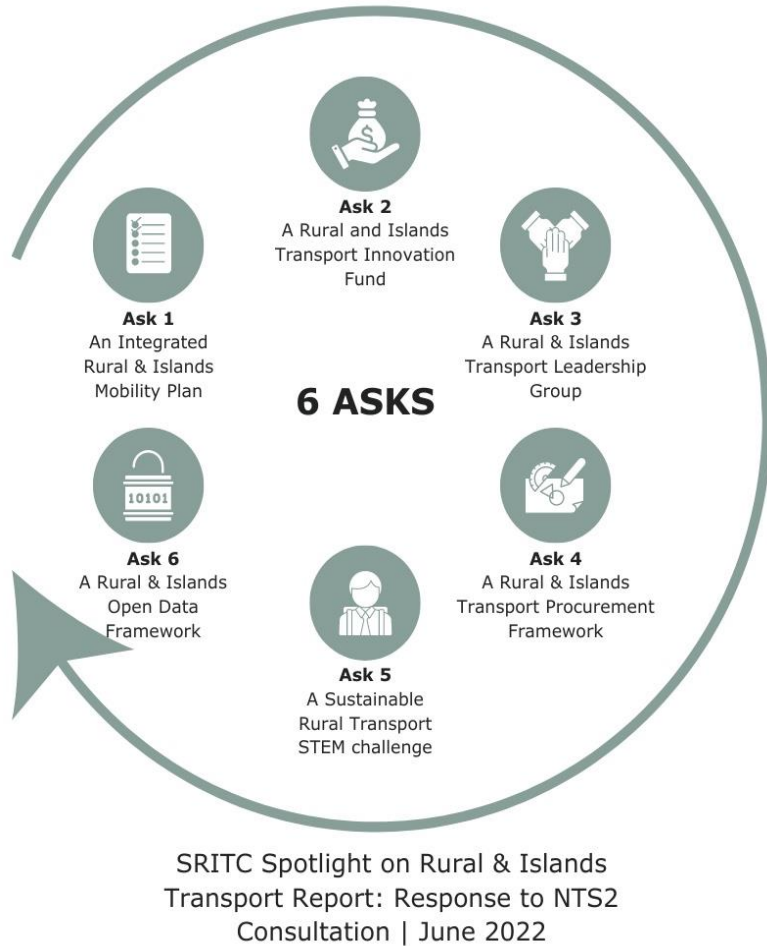 Ask 1
An Integrated
Rural & Islands
Mobility Plan
Ask 2
A Rural and Islands
Transport Innovation
Fund
Ask 3
A Rural & Islands
Transport Leadership
Group
6 ASKS
Ask 4
A Rural & Islands
Transport Procurement
Framework
Ask 5
A Sustainable
Rural Transport
STEM challenge
10101
Ask 6
A Rural & Islands
Open Data
Framework
$
SRITC Spotlight on Rural & Islands
Transport Report: Response to NTS2
Consultation | June 2022